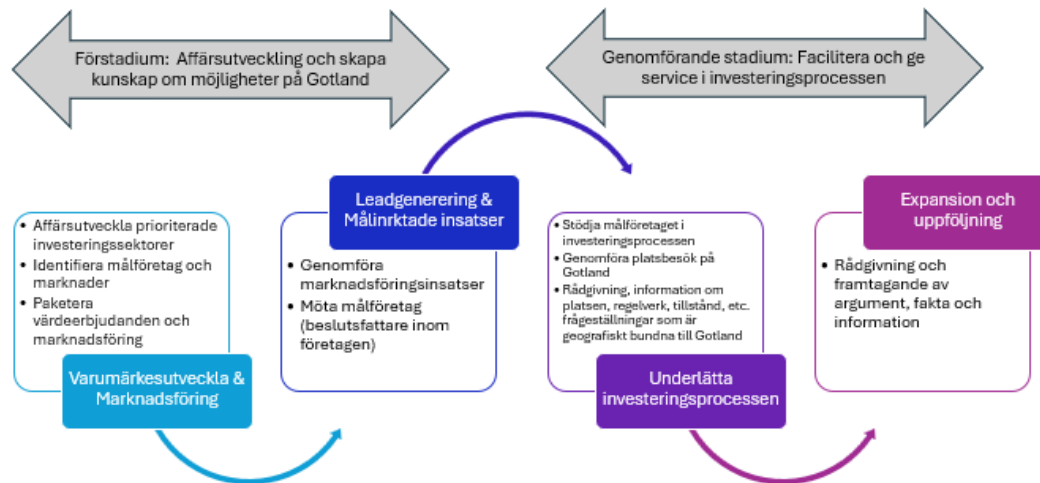 Förstadium: Affärsutveckling och skapa
kunskap om möjligheter på Gotland
Genomförande stadium: Facilitera och ge
service i investeringsprocessen
• Affärsutveckla prioriterade
investeringssektorer
• Identifiera målföretag och
marknader
• Paketera
värdeerbjudanden och
marknadsföring
Varumärkesutveckla &
Marknadsföring
Leadgenerering &
Målinrktade insatser
• Genomföra
marknadsföringsinsatser
• Möta målföretag
(beslutsfattare inom
företagen)
• Stödja målföretaget i
investeringsprocessen
• Genomföra platsbesök på
Gotland
• Rådgivning, information om
platsen, regelverk, tillstånd, etc.
frågeställningar som är
geografiskt bundna till Gotland
Underlätta
investeringsprocessen
Expansion och
uppföljning
• Rådgivning och
framtagande av
argument, fakta och
information